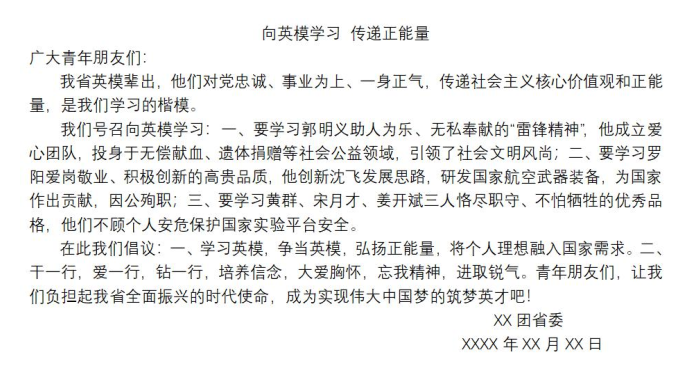 向英模学习 传递正能量
广大青年朋友们：
我省英模辈出，他们对党忠诚、事业为上、一身正气，传递社会主义核心价值观和正能
量，是我们学习的楷模。
我们号召向英模学习：一、要学习郭明义助人为乐、无私奉献的“雷锋精神”，他成立爱
心团队，投身于无偿献血、遗体捐赠等社会公益领域，引领了社会文明风尚；二、要学习罗
阳爱岗敬业、积极创新的高贵品质，他创新沈飞发展思路，研发国家航空武器装备，为国家
作出贡献，因公殉职；三、要学习黄群、宋月才、姜开斌三人恪尽职守、不怕牺牲的优秀品
格，他们不顾个人安危保护国家实验平台安全。
在此我们倡议：一、学习英模，争当英模，弘扬正能量，将个人理想融入国家需求。二、
干一行，爱一行，钻一行，培养信念，大爱胸怀，忘我精神，进取锐气。青年朋友们，让我
们负担起我省全面振兴的时代使命，成为实现伟大中国梦的筑梦英才吧！
XX 团省委
XXXX 年 XX 月 XX 日